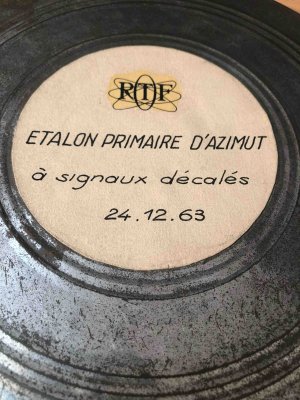 RTF
ETALON PRIMAIRE D'AZIMUT
à signaux décalés
24.12.63